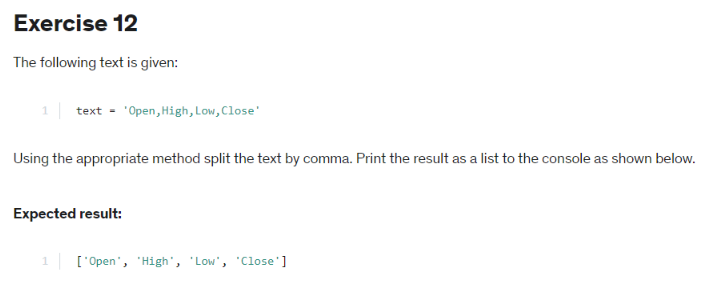 Exercise 12
The following text is given:
1 text = 'Open,High,Low,Close'
Using the appropriate method split the text by comma. Print the result as a list to the console as shown below.
Expected result:
1 ['Open', 'High', 'Low', 'Close']